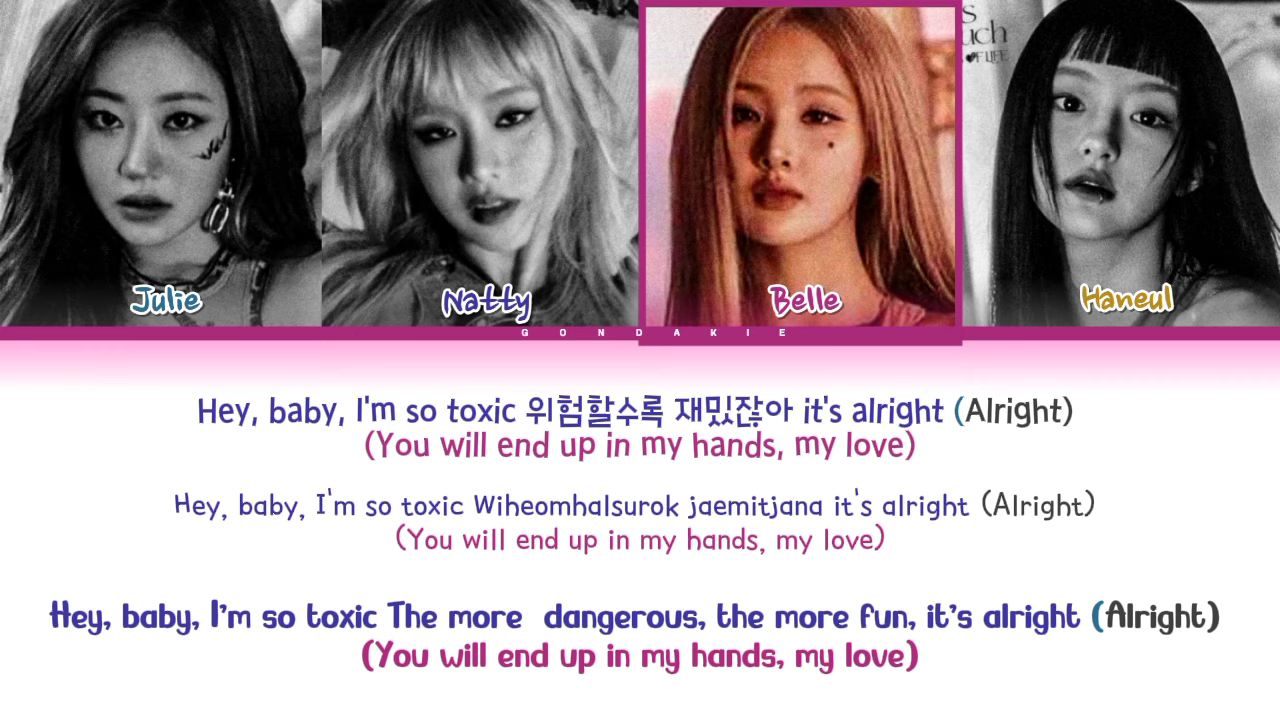 s
uch
OF LIFE
Julie
Natty
Belle
Haneul
GONDAKIE
Hey, baby, I'm so toxic 위험할수록 재밌잖아 it's alright (Alright)
(You will end up in my hands, my love)
Hey, baby, I'm so toxic Wiheomhalsurok jaemitjana it's alright (Alright)
(You will end up in my hands, my love)
Hey, baby, I'm so toxic The more dangerous, the more fun, it's alright (Alright)
(You will end up in my hands, my love)